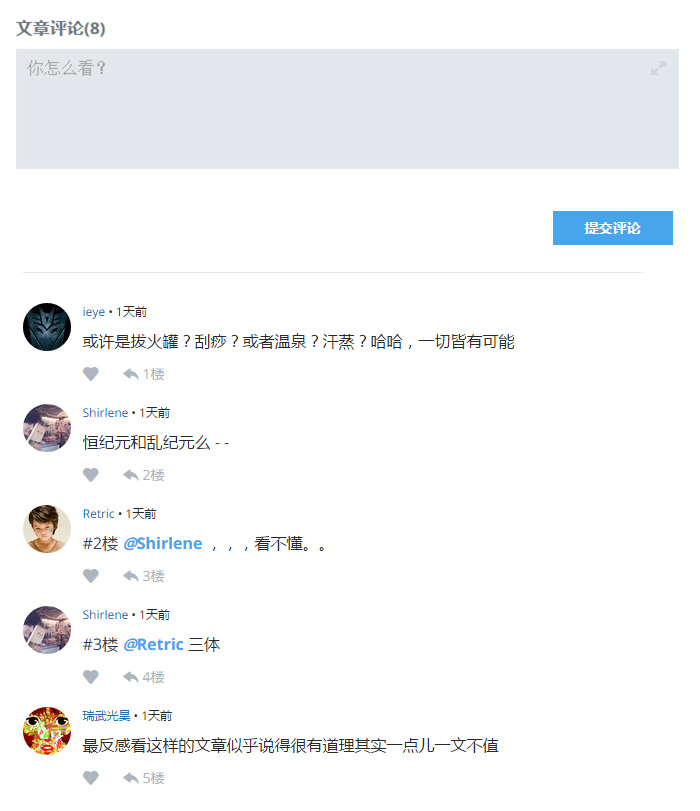 文章评论(8)
你怎么看？
提交评论
ieye • 1天前
或许是拔火罐？刮痧？或者温泉？汗蒸？哈哈，一切皆有可能
1楼
Shirlene • 1天前
恒纪元和乱纪元么 - -
2楼
Retric • 1天前
#2楼 @Shirlene ，，，看不懂。。
3楼
Shirlene • 1天前
#3楼 @Retric 三体
4楼
瑞武光昊 • 1天前
最反感看这样的文章似乎说得很有道理其实一点儿一文不值
5楼